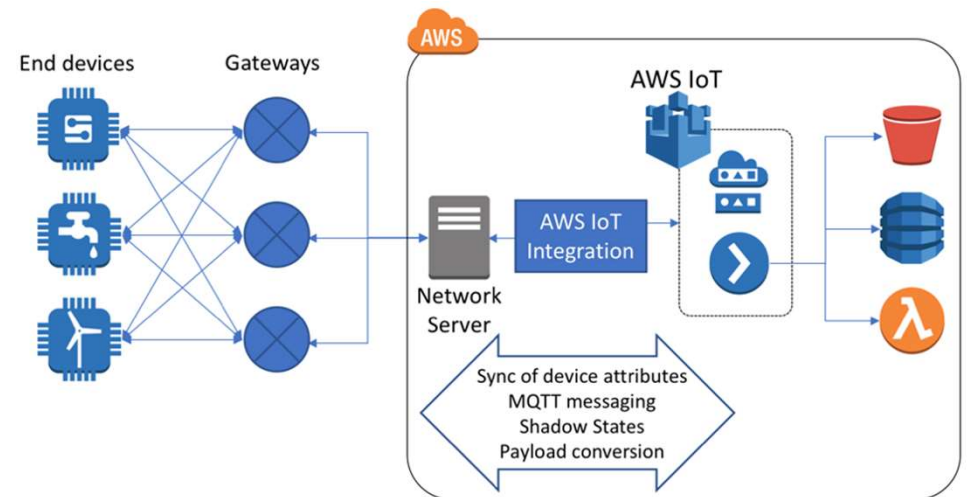 AWS
End devices
Gateways
AWS IoT
AWS IoT
Integration
Network
Server
Sync of device attributes
MQTT messaging
Shadow States
Payload conversion